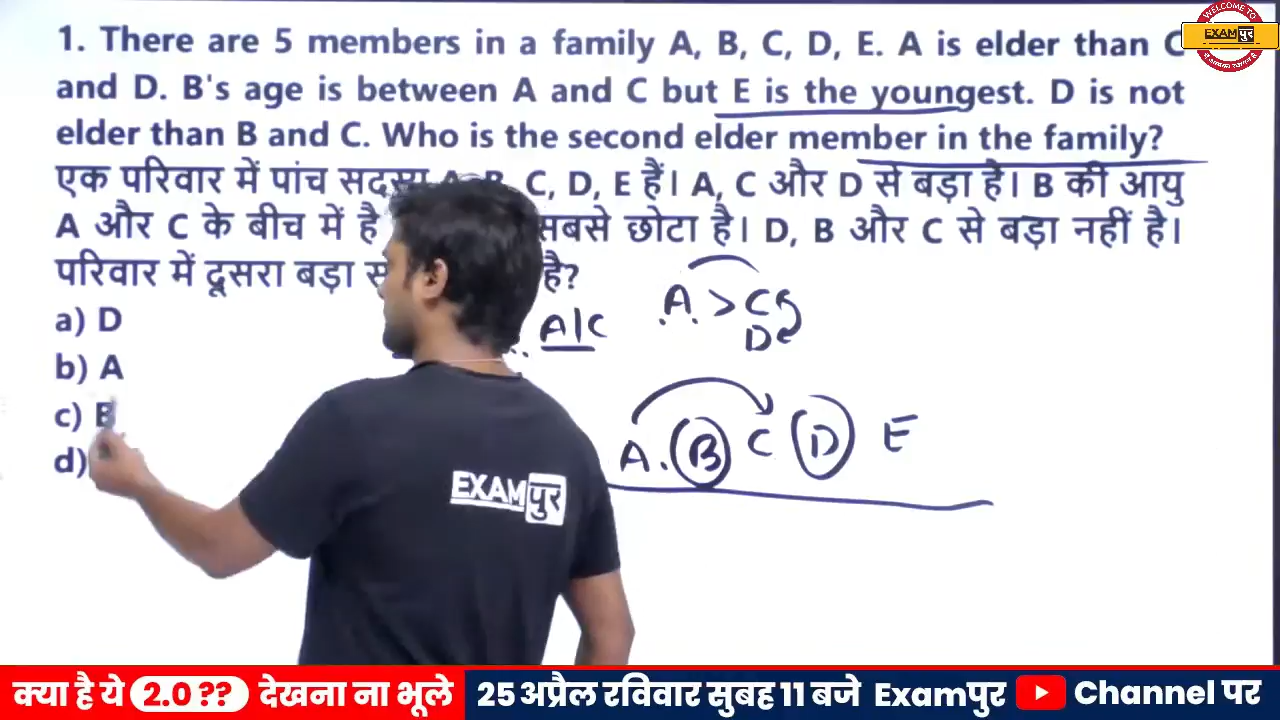 1. There are 5 members in a family A, B, C, D, E. A is elder than C
and D. B's age is between A and C but E is the youngest. D is not
elder than B and C. Who is the second elder member in the family?
एक परिवार में पांच सदस्य A, B, C, D, E हैं। A, C और D से बड़ा है। B की आयु
A और C के बीच में है सबसे छोटा है। D, B और C से बड़ा नहीं है।
परिवार में दूसरा बड़ा है?
a) D
b) A
c) B
d)
A|C
A > C
D
A. B C D E
EXAMपुर
WELCOME TO
EXAMपुर
क्या है ये 2.0 ?? देखना ना भूले 25 अप्रैल रविवार सुबह 11 बजे Examपुर Channel पर